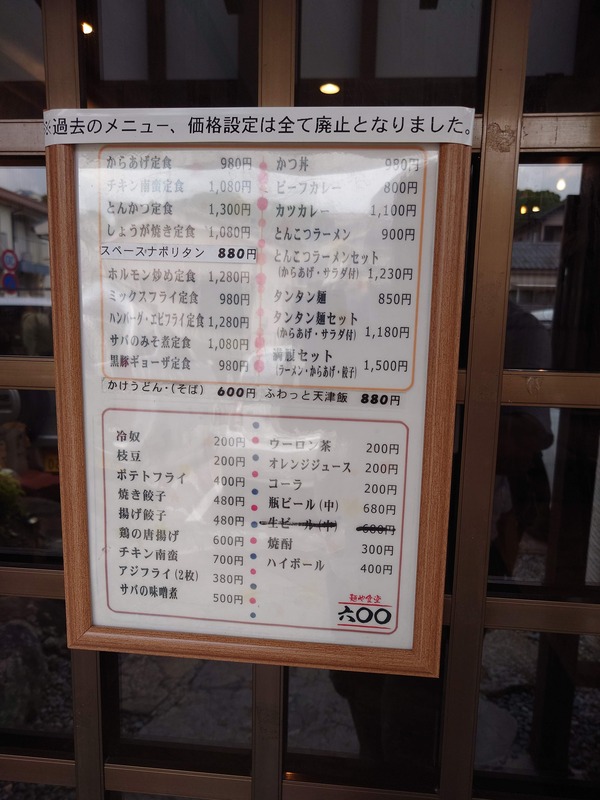 ※過去のメニュー、価格設定は全て廃止となりました。
からあげ定食 980円
チキン南蛮定食 1,080円
とんかつ定食 1,300円
しょうが焼き定食 1,080円
スペースナポリタン 880円
ホルモン炒め定食 1,280円
ミックスフライ定食 980円
ハンバーグ・エビフライ定食 1,280円
サバのみそ煮定食 1,080円
黒豚ギョーザ定食 980円
かつ丼 980円
ビーフカレー 800円
カツカレー 1,100円
とんこつラーメン 900円
とんこつラーメンセット
(からあげ・サラダ付) 1,230円
タンタン麺 850円
タンタン麺セット
(からあげ・サラダ付) 1,180円
満腹セット 1,500円
(ラーメン・からあげ・餃子)
かけうどん・(そば) 600円 ふわっと天津飯 880円
冷奴 200円
枝豆 200円
ポテトフライ 400円
焼き餃子 480円
揚げ餃子 480円
鶏の唐揚げ 600円
チキン南蛮 700円
アジフライ(2枚) 380円
サバの味噌煮 500円
ウーロン茶 200円
オレンジジュース 200円
コーラ 200円
瓶ビール(中) 680円
生ビール(中) 680円
焼酎 300円
ハイボール 400円
麺や食堂
六〇〇